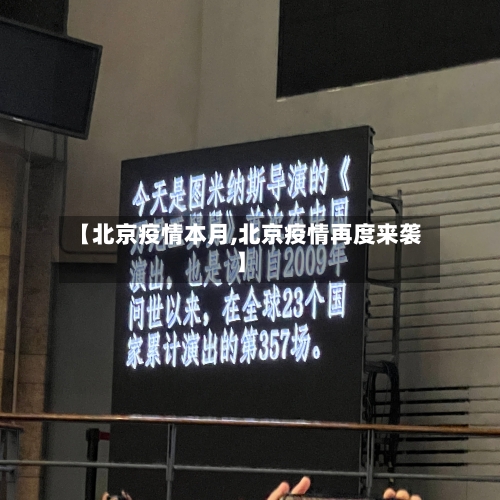 今天是图米纳斯导演的《
【北京疫情本月,北京疫情再度来袭
】
演出，也是该剧自2009年
问世以来，在全球23个国
家累计演出的第357场。